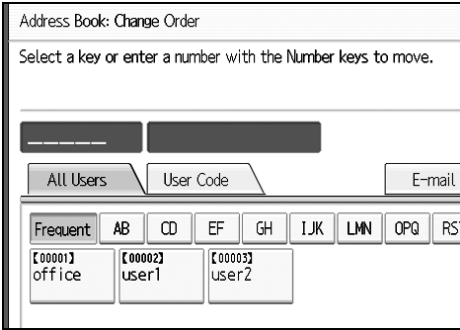 Address Book: Change Order
Select a key or enter a number with the Number keys to move.
_ _ _ _ _
All Users User Code E-mail
Frequent AB CD EF GH IJK LMN OPQ RST
【00001】 【00002】 【00003】
office user1 user2